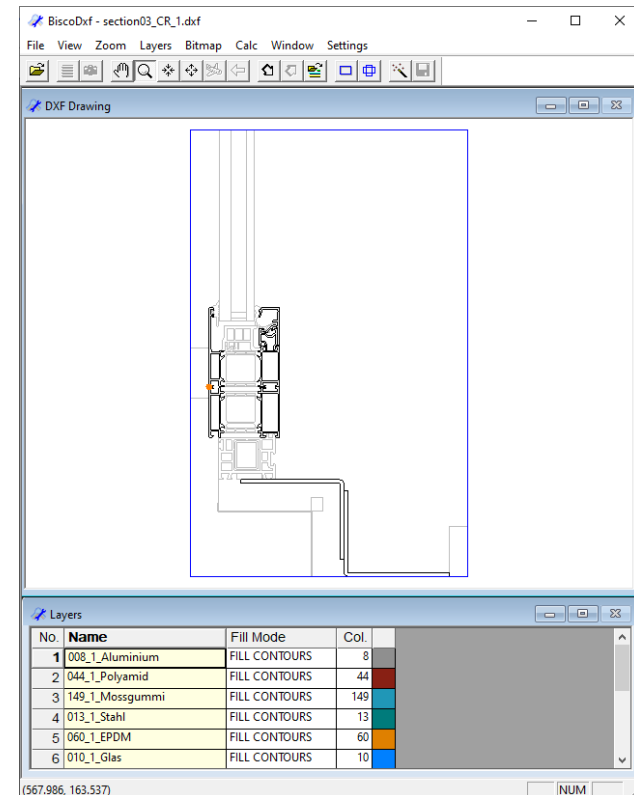 BiscoDxf - section03_CR_1.dxf
File View Zoom Layers Bitmap Calc Window Settings
DXF Drawing
Layers
No. Name Fill Mode Col.
1 008_1_Aluminium FILL CONTOURS 8
2 044_1_Polyamid FILL CONTOURS 44
3 149_1_Mossgummi FILL CONTOURS 149
4 013_1_Stahl FILL CONTOURS 13
5 060_1_EPDM FILL CONTOURS 60
6 010_1_Glas FILL CONTOURS 10
(567.986, 163.537) NUM